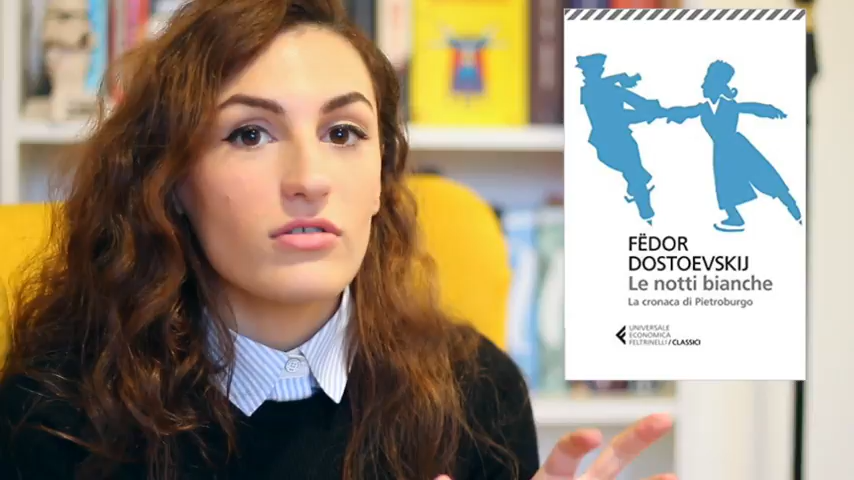 FËDOR
DOSTOEVSKIJ
Le notti bianche
La cronaca di Pietroburgo
UNIVERSALE
ECONOMICA
FELTRINELLI/CLASSICI